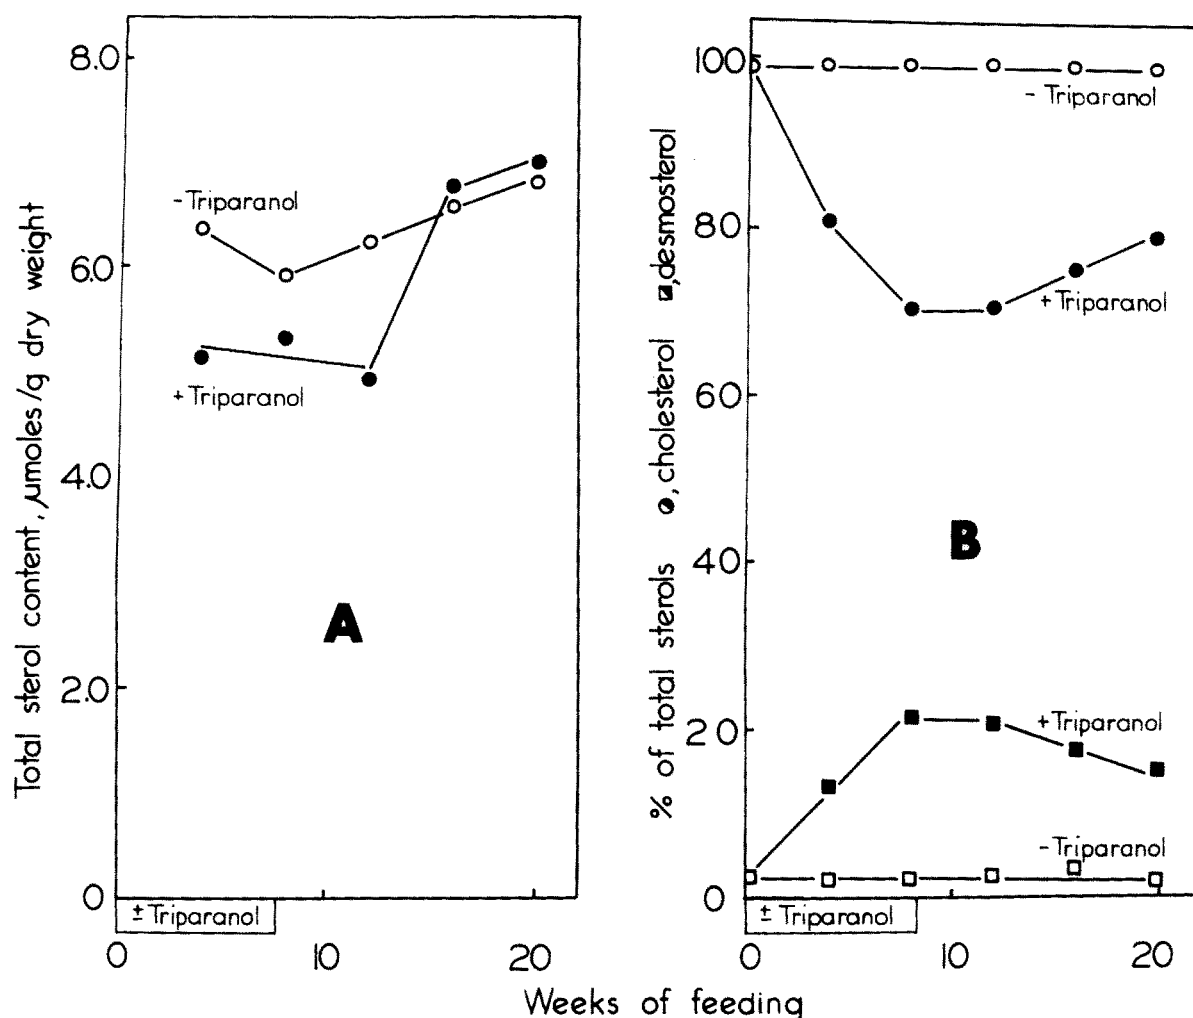 Total sterol content, μmoles/g dry weight
8.0
6.0
4.0
2.0
0
- Triparanol
+ Triparanol
A
± Triparanol
0 10 20
% of total sterols , cholesterol , desmosterol
100
80
60
40
20
0
- Triparanol
+ Triparanol
B
+ Triparanol
- Triparanol
± Triparanol
0 10 20
Weeks of feeding